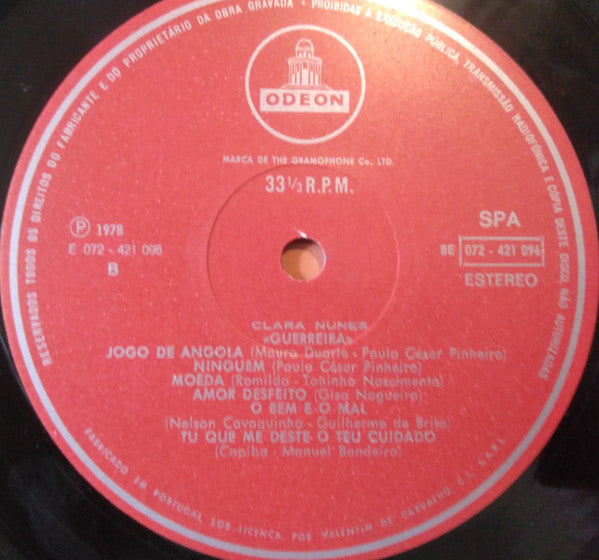 RESERVADOS TODOS OS DIREITOS DO FABRICANTE E DO PROPRIETÁRIO DA OBRA GRAVADA • PROIBIDAS A EXECUÇÃO PÚBLICA, TRANSMISSÃO RADIOFÓNICA E CÓPIA DESTE DISCO, NÃO AUTORIZADAS
ODEON
MARCA DE THE GRAMOPHONE Co., LTD.
33 1/3 R.P.M.
Ⓟ 1978
E 072 - 421 096
B
SPA
BE 072 - 421 096
ESTEREO
CLARA NUNES
«GUERREIRA»
JOGO DE ANGOLA (Mauro Duarte - Paulo César Pinheiro)
NINGUÉM (Paulo César Pinheiro)
MOEDA (Romildo - Toninho Nascimento)
AMOR DESFEITO (Gisa Nogueira)
O BEM E O MAL
(Nelson Cavaquinho - Guilherme de Brito)
TU QUE ME DESTE O TEU CUIDADO
(Capiba - Manuel Bandeira)
FABRICADO EM PORTUGAL, SOB LICENÇA, POR VALENTIM DE CARVALHO, C.I. S.A.R.L.